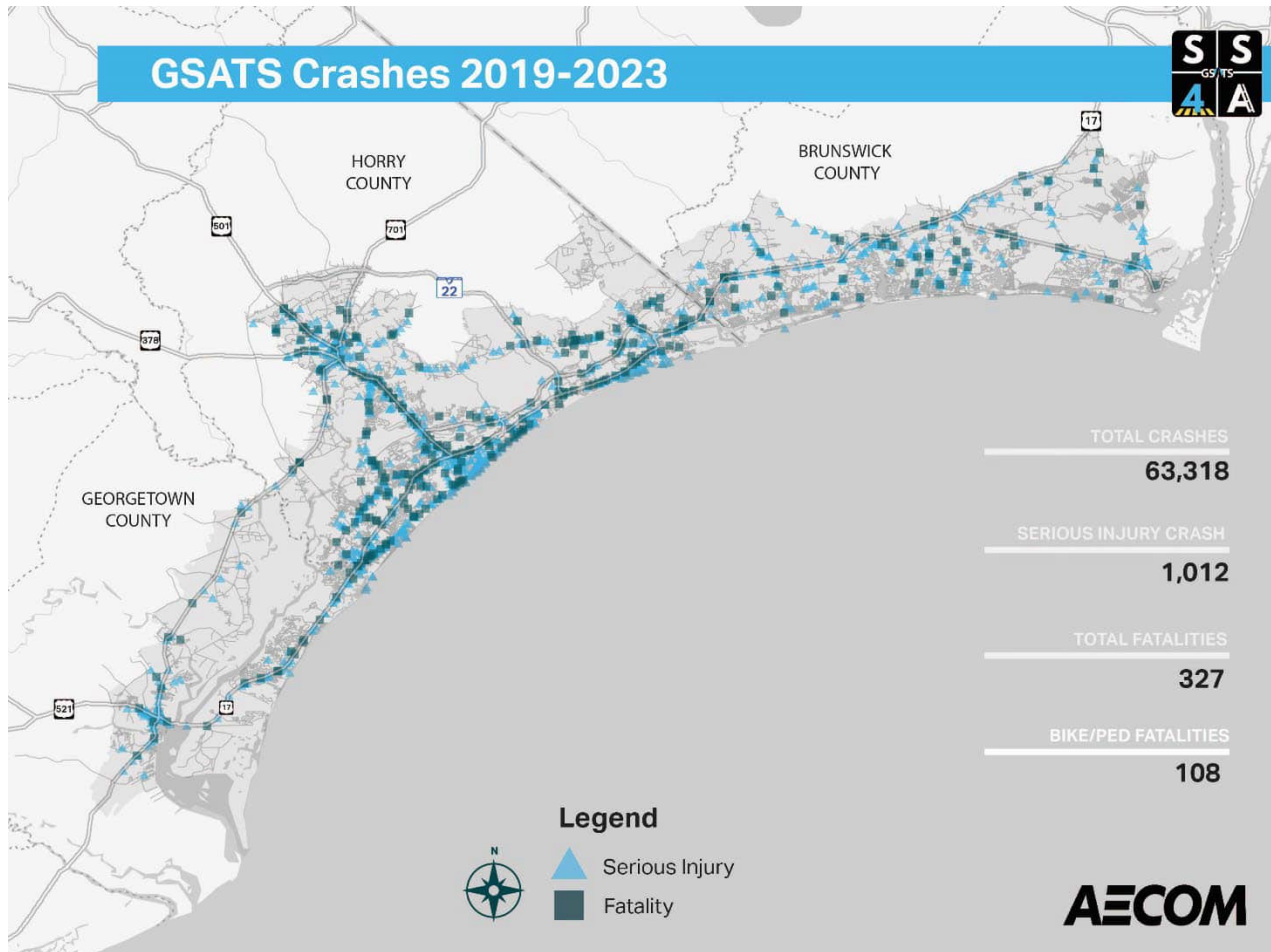 GSATS Crashes 2019-2023
S S
GSATS
4 A
17
HORRY
COUNTY
BRUNSWICK
COUNTY
501
701
22
378
TOTAL CRASHES
63,318
GEORGETOWN
COUNTY
SERIOUS INJURY CRASH
1,012
TOTAL FATALITIES
327
521
17
BIKE/PED FATALITIES
108
Legend
N
Serious Injury
Fatality
AECOM